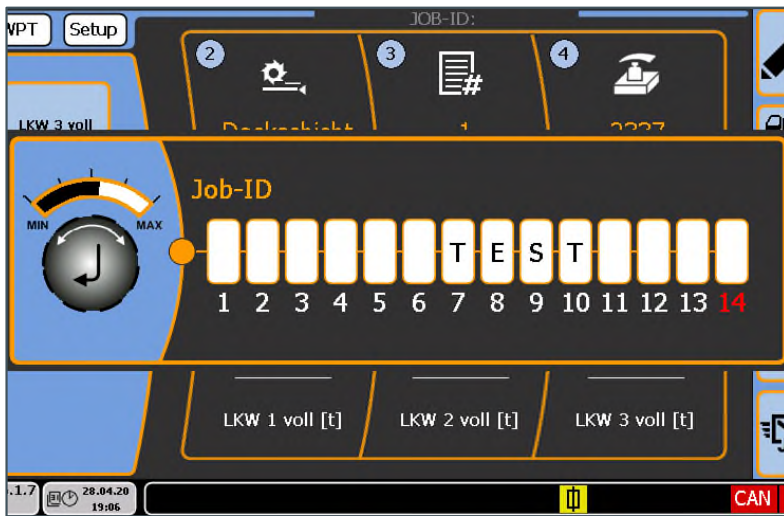 JOB-ID:
WPT Setup
2 3 4
#
LKW 3 voll
1
Job-ID
MIN MAX
T E S T
1 2 3 4 5 6 7 8 9 10 11 12 13 14
LKW 1 voll [t] LKW 2 voll [t] LKW 3 voll [t]
.1.7 31 28.04.20 CAN
19:06